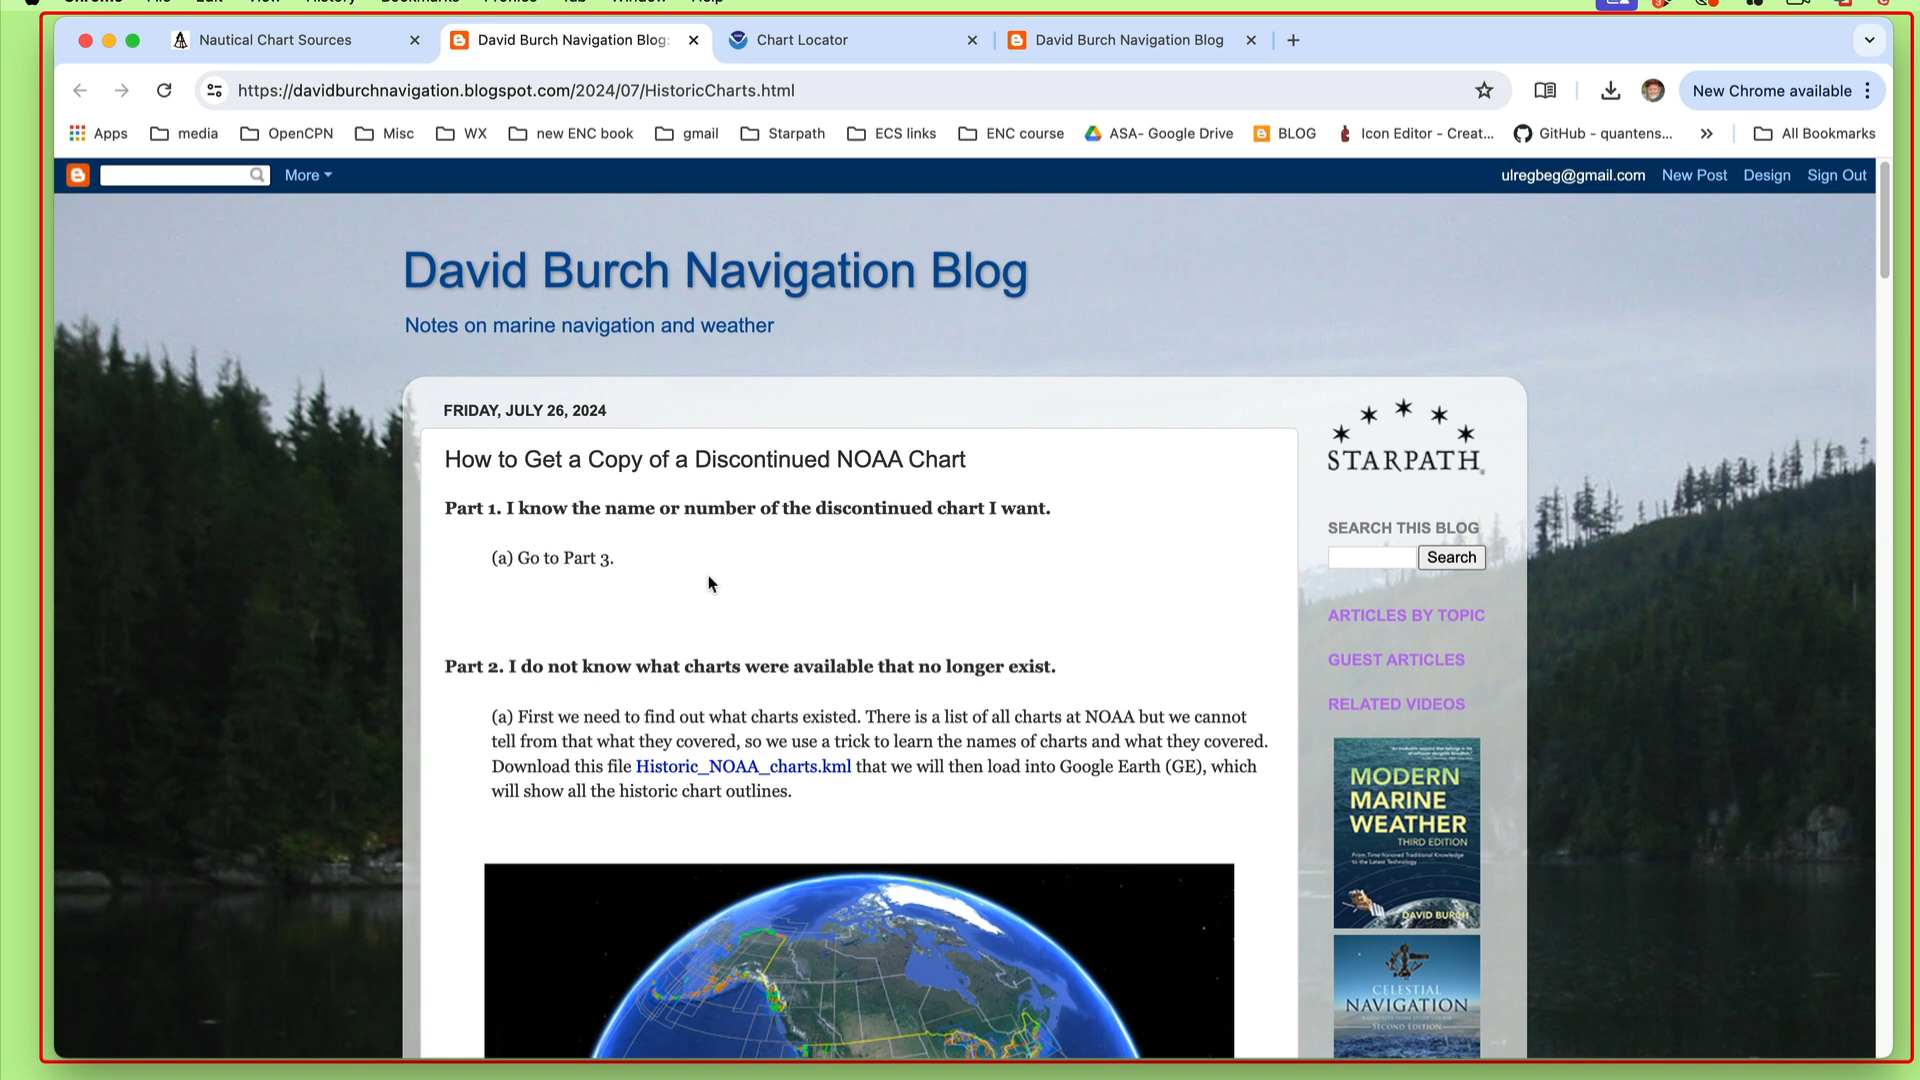 Nautical Chart Sources
David Burch Navigation Blog:
Chart Locator
David Burch Navigation Blog
https://davidburchnavigation.blogspot.com/2024/07/HistoricCharts.html
New Chrome available
Apps
media
OpenCPN
Misc
WX
new ENC book
gmail
Starpath
ECS links
ENC course
ASA- Google Drive
BLOG
Icon Editor - Creat...
GitHub - quantens...
All Bookmarks
More
ulregbeg@gmail.com
New Post
Design
Sign Out
David Burch Navigation Blog
Notes on marine navigation and weather
FRIDAY, JULY 26, 2024
How to Get a Copy of a Discontinued NOAA Chart
Part 1. I know the name or number of the discontinued chart I want.
(a) Go to Part 3.
Part 2. I do not know what charts were available that no longer exist.
(a) First we need to find out what charts existed. There is a list of all charts at NOAA but we cannot
tell from that what they covered, so we use a trick to learn the names of charts and what they covered.
Download this file Historic_NOAA_charts.kml that we will then load into Google Earth (GE), which
will show all the historic chart outlines.
STARPATH
SEARCH THIS BLOG
Search
ARTICLES BY TOPIC
GUEST ARTICLES
RELATED VIDEOS
MODERN
MARINE
WEATHER
THIRD EDITION
From Time-honored Traditional Knowledge
to the Latest Technology
DAVID BURCH
CELESTIAL
NAVIGATION
SECOND EDITION